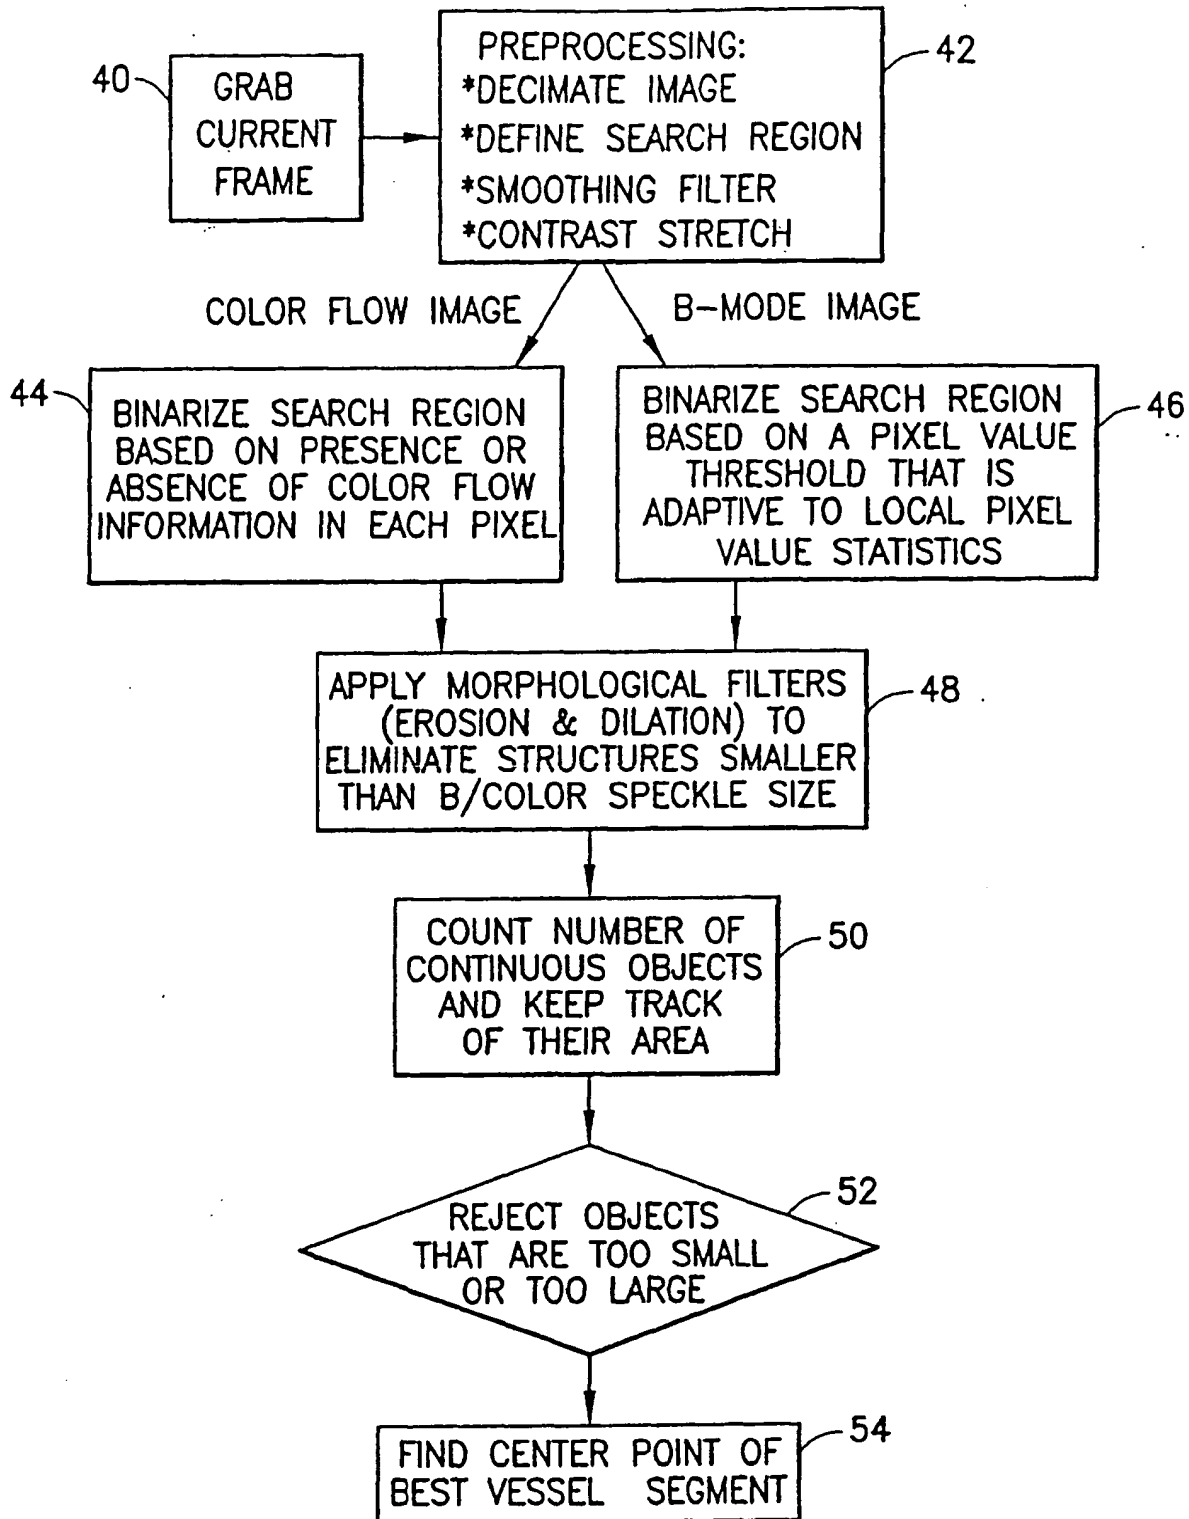 40
GRAB
CURRENT
FRAME
42
PREPROCESSING:
*DECIMATE IMAGE
*DEFINE SEARCH REGION
*SMOOTHING FILTER
*CONTRAST STRETCH
COLOR FLOW IMAGE
B-MODE IMAGE
44
BINARIZE SEARCH REGION
BASED ON PRESENCE OR
ABSENCE OF COLOR FLOW
INFORMATION IN EACH PIXEL
46
BINARIZE SEARCH REGION
BASED ON A PIXEL VALUE
THRESHOLD THAT IS
ADAPTIVE TO LOCAL PIXEL
VALUE STATISTICS
48
APPLY MORPHOLOGICAL FILTERS
(EROSION & DILATION) TO
ELIMINATE STRUCTURES SMALLER
THAN B/COLOR SPECKLE SIZE
50
COUNT NUMBER OF
CONTINUOUS OBJECTS
AND KEEP TRACK
OF THEIR AREA
52
REJECT OBJECTS
THAT ARE TOO SMALL
OR TOO LARGE
54
FIND CENTER POINT OF
BEST VESSEL SEGMENT